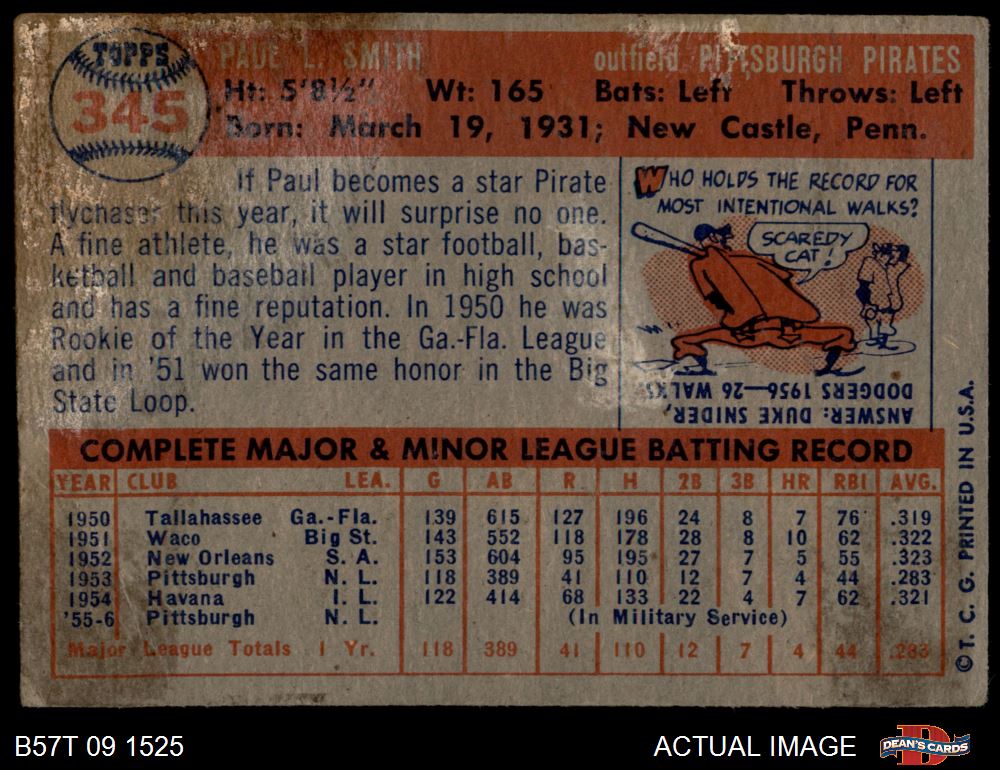 TOPPS
345
PAUL L. SMITH outfield PITTSBURGH PIRATES
Ht: 5'8½" Wt: 165 Bats: Left Throws: Left
Born: March 19, 1931; New Castle, Penn.
If Paul becomes a star Pirate
flychaser this year, it will surprise no one.
A fine athlete, he was a star football, bas-
ketball and baseball player in high school
and has a fine reputation. In 1950 he was
Rookie of the Year in the Ga.-Fla. League
and in '51 won the same honor in the Big
State Loop.
WHO HOLDS THE RECORD FOR
MOST INTENTIONAL WALKS?
SCAREDY
CAT!
ANSWER: DUKE SNIDER,
DODGERS 1956—26 WALKS
COMPLETE MAJOR & MINOR LEAGUE BATTING RECORD
YEAR CLUB LEA. G AB R H 2B 3B HR RBI AVG.
1950 Tallahassee Ga.-Fla. 139 615 127 196 24 8 7 76 .319
1951 Waco Big St. 143 552 118 178 28 8 10 62 .322
1952 New Orleans S. A. 153 604 95 195 27 7 5 55 .323
1953 Pittsburgh N. L. 118 389 41 110 12 7 4 44 .283
1954 Havana I. L. 122 414 68 133 22 4 7 62 .321
'55-6 Pittsburgh N. L. (In Military Service)
Major League Totals 1 Yr. 118 389 41 110 12 7 4 44 .283
©T. C. G. PRINTED IN U.S.A.
B57T 09 1525 ACTUAL IMAGE DEAN'S CARDS